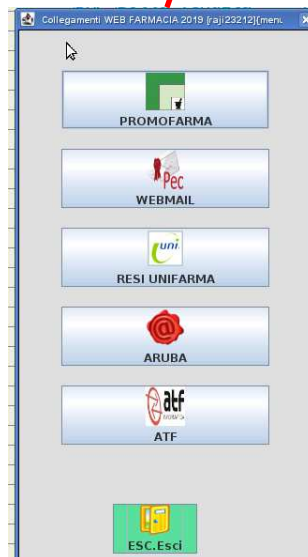 Collegamenti WEB FARMACIA 2019 [raji23212]{menu
PROMOFARMA
Pec
WEBMAIL
uni
RESI UNIFARMA
@
ARUBA
atf
ATF
ESC.Esci